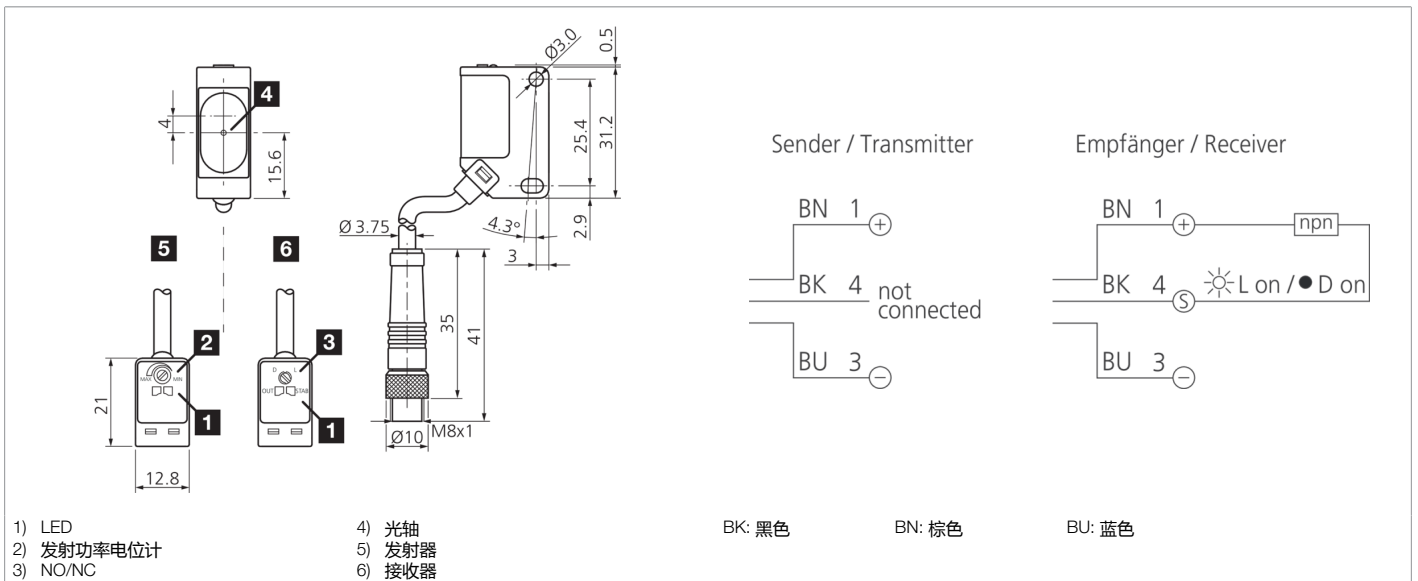 4
4
15.6
5
6
2
MAX MIN
1
21
12.8
3
D L
OUT STAB
1
Ø3.0
0.5
25.4
31.2
2.9
4.3°
3
Ø 3.75
35
41
M8x1
Ø10
Sender / Transmitter
BN 1 +
BK 4 not
connected
BU 3 −
Empfänger / Receiver
BN 1 + npn
BK 4 S L on / D on
BU 3 −
1) LED
2) 发射功率电位计
3) NO/NC
4) 光轴
5) 发射器
6) 接收器
BK: 黑色 BN: 棕色 BU: 蓝色